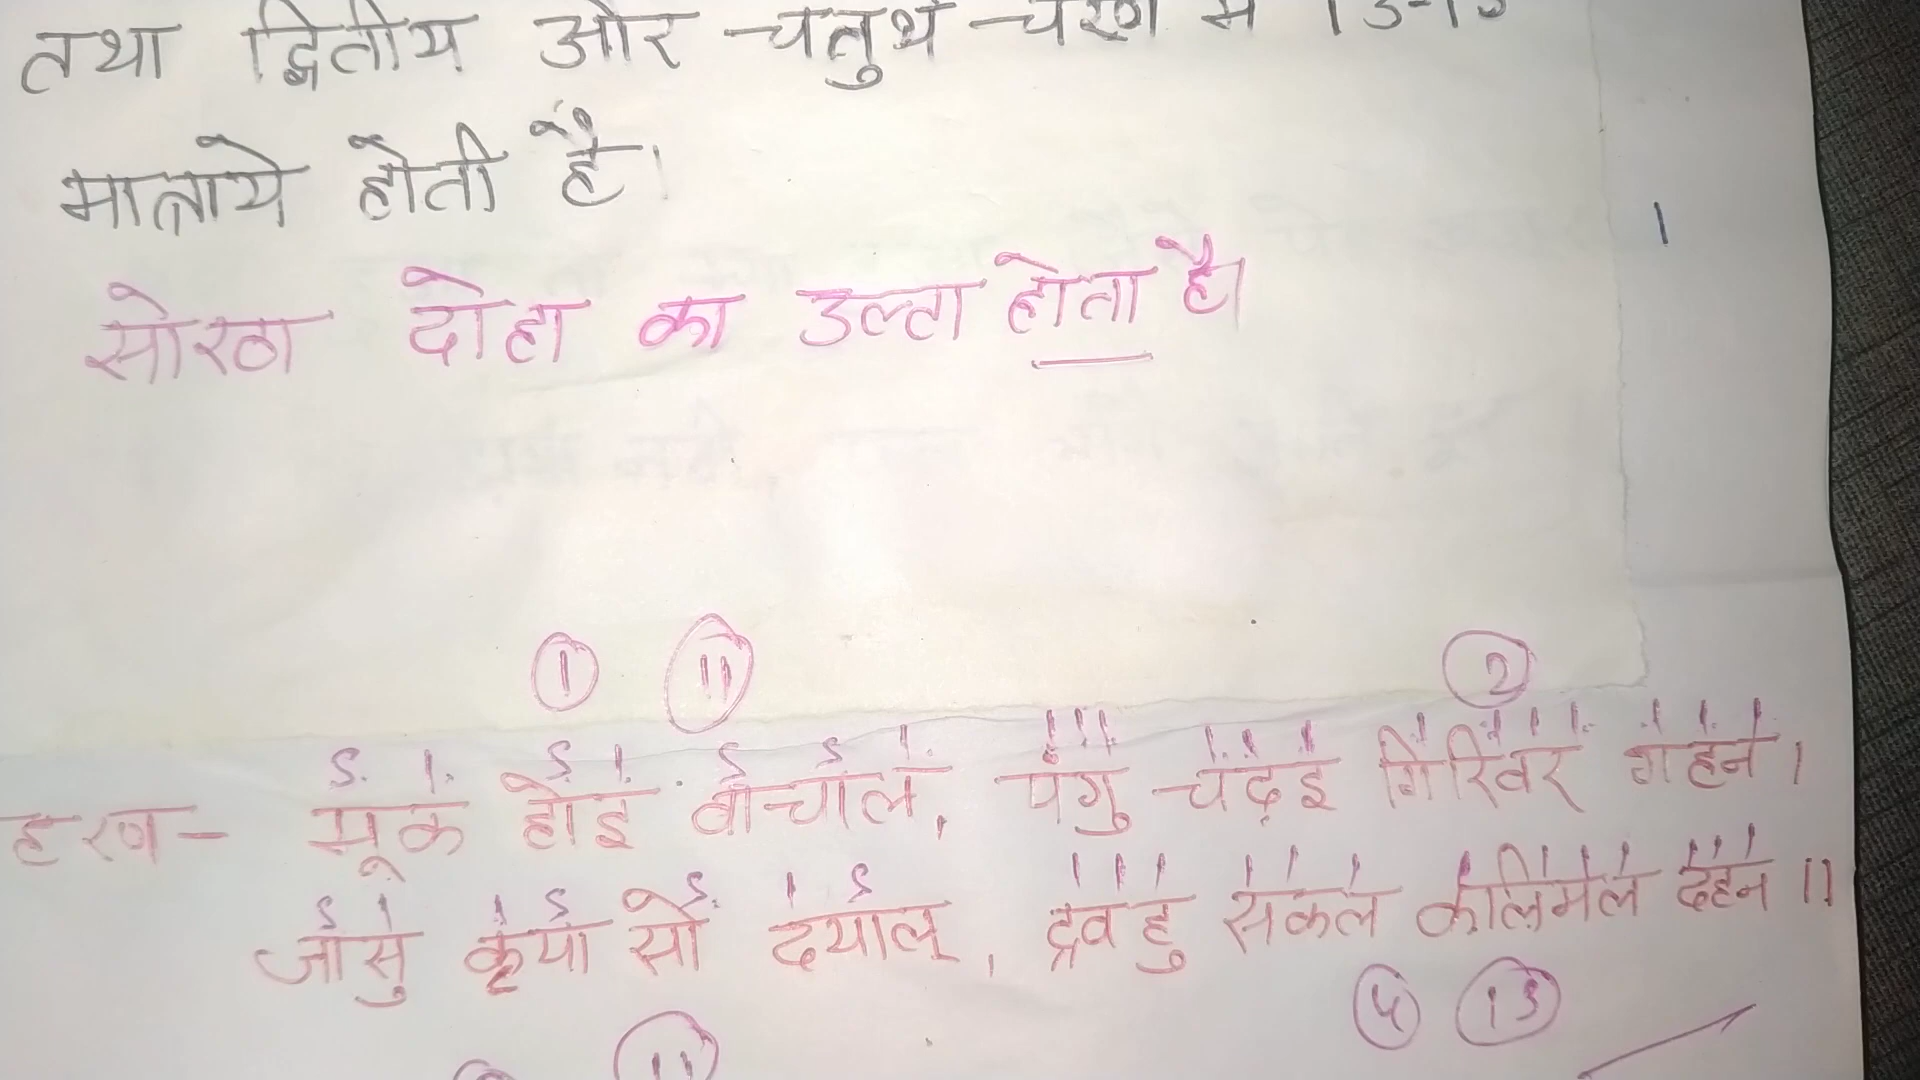 तथा द्वितीय और चतुर्थ चरण में 13-13
मात्राये होती है।
सोरठा दोहा का उल्टा होता है।
1 11 2
S I S I S S I I I I I I I I I I I I I I
हरण - मूक होइ वाचाल, पंगु चढ़इ गिरिवर गहन।
S I I S S I S I I I I I I I I I I I I I
जासु कृपा सो दयाल, द्रवहु सकल कलिमल दहन।।
4 13
11